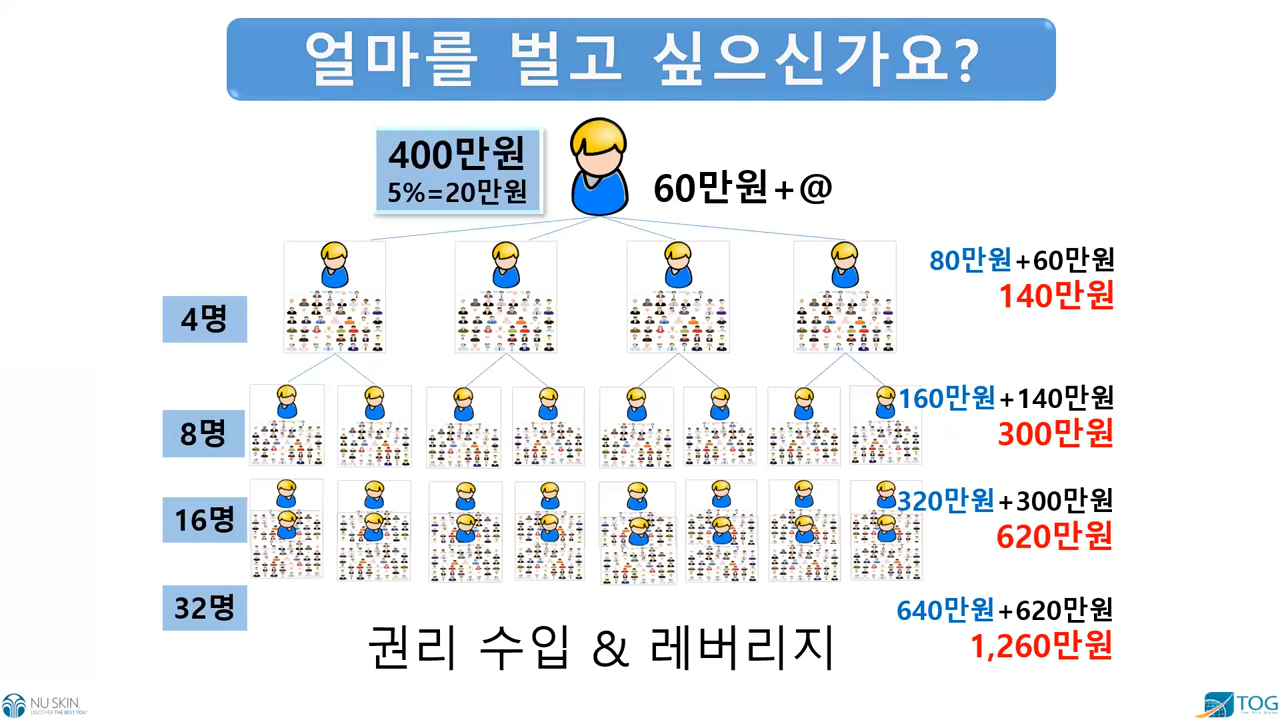 얼마를 벌고 싶으신가요?
400만원
5%=20만원
60만원+@
80만원+60만원
140만원
4명
160만원+140만원
300만원
8명
320만원+300만원
620만원
16명
640만원+620만원
1,260만원
32명
권리 수입 & 레버리지
NU SKIN
DISCOVER THE BEST YOU
TOG